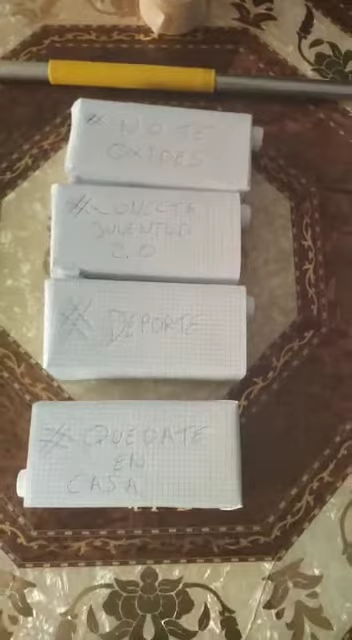 # NO TE
OXIDES
# CONECTA
JUVENTUD
2.0
# DEPORTE
# QUEDATE
EN
CASA